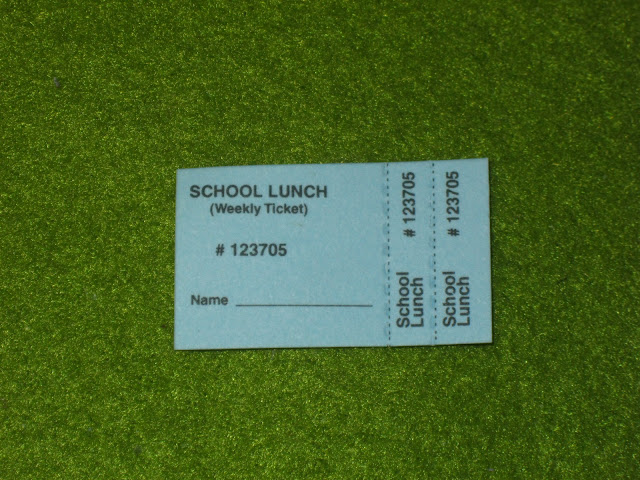 SCHOOL LUNCH
(Weekly Ticket)
# 123705
Name
School
Lunch
# 123705
School
Lunch
# 123705